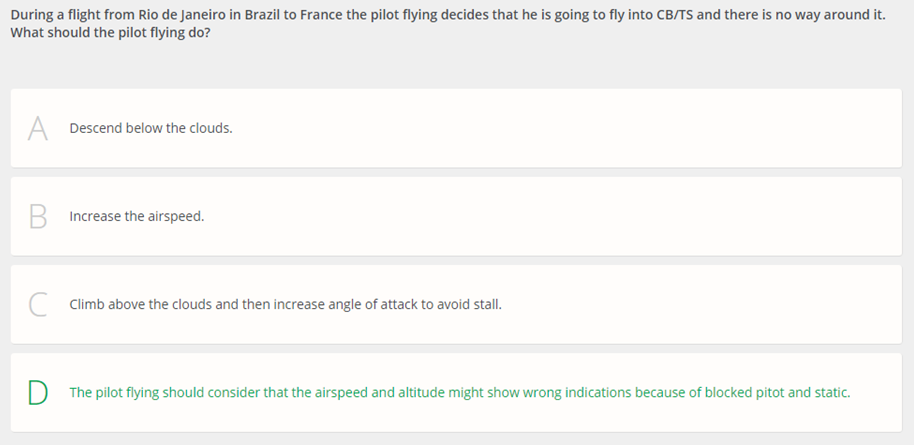 During a flight from Rio de Janeiro in Brazil to France the pilot flying decides that he is going to fly into CB/TS and there is no way around it.
What should the pilot flying do?
A Descend below the clouds.
B Increase the airspeed.
C Climb above the clouds and then increase angle of attack to avoid stall.
D The pilot flying should consider that the airspeed and altitude might show wrong indications because of blocked pitot and static.